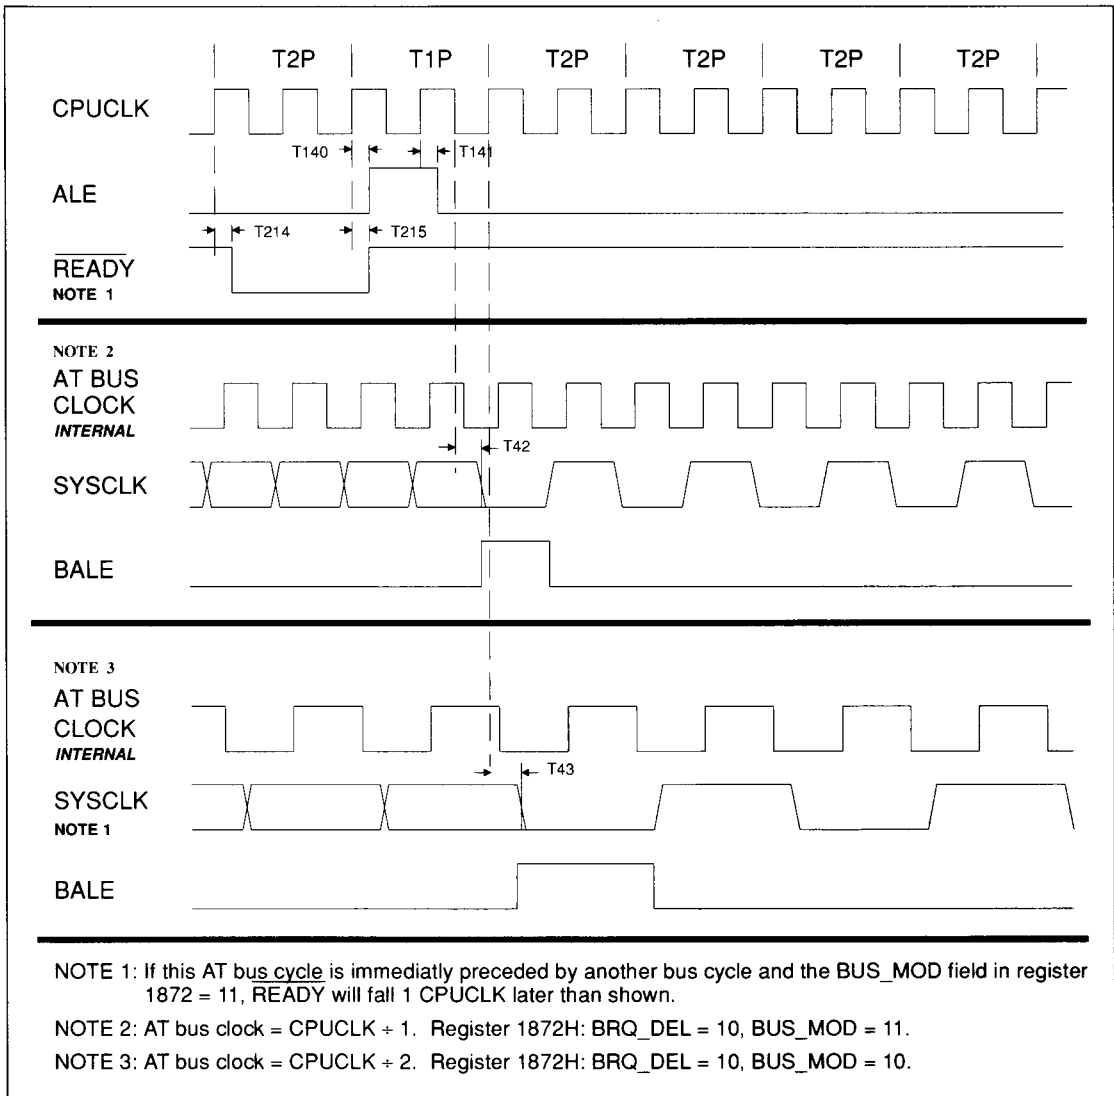 T2P T1P T2P T2P T2P T2P
CPUCLK
T140 T141
ALE
T214 T215
READY
NOTE 1
NOTE 2
AT BUS
CLOCK
INTERNAL
T42
SYSCLK
BALE
NOTE 3
AT BUS
CLOCK
INTERNAL
T43
SYSCLK
NOTE 1
BALE
NOTE 1: If this AT bus cycle is immediatly preceded by another bus cycle and the BUS_MOD field in register
1872 = 11, READY will fall 1 CPUCLK later than shown.
NOTE 2: AT bus clock = CPUCLK ÷ 1. Register 1872H: BRQ_DEL = 10, BUS_MOD = 11.
NOTE 3: AT bus clock = CPUCLK ÷ 2. Register 1872H: BRQ_DEL = 10, BUS_MOD = 10.